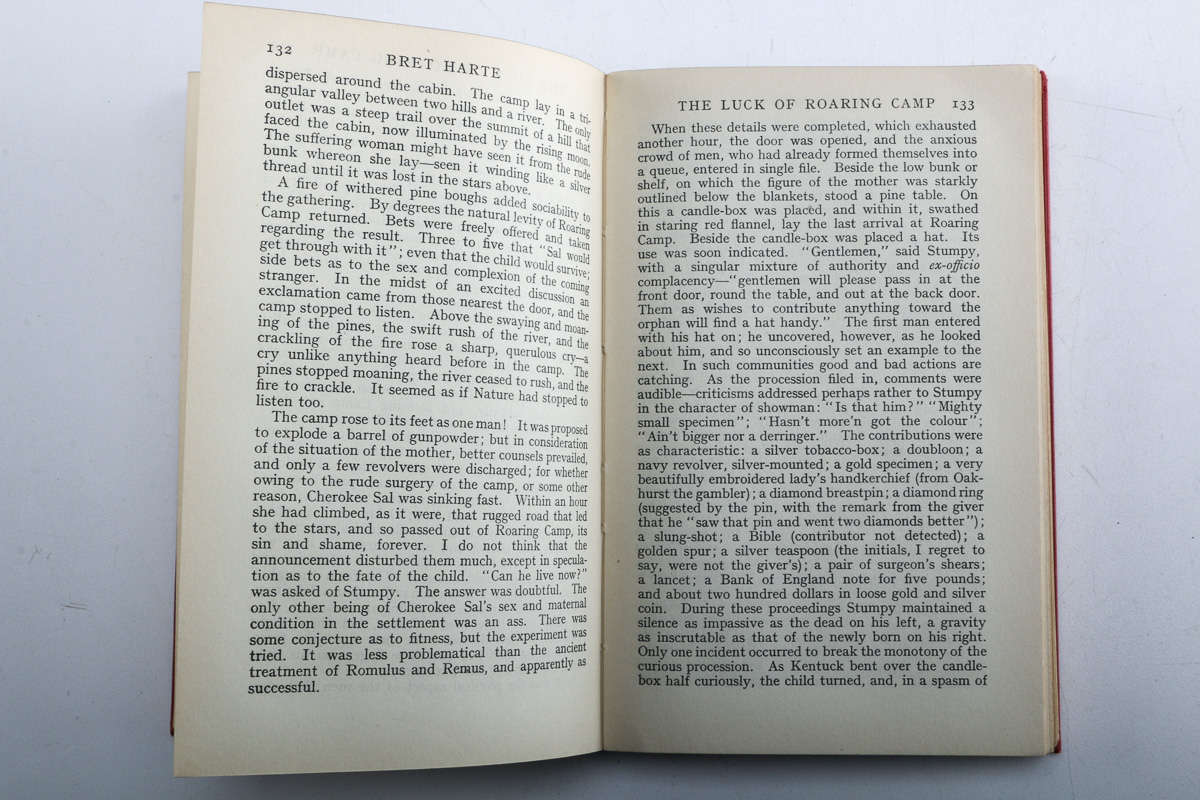 132
BRET HARTE
dispersed around the cabin. The camp lay in a tri-
angular valley between two hills and a river. The only
outlet was a steep trail over the summit of a hill that
faced the cabin, now illuminated by the rising moon.
The suffering woman might have seen it from the rude
bunk whereon she lay—seen it winding like a silver
thread until it was lost in the stars above.
A fire of withered pine boughs added sociability to
the gathering. By degrees the natural levity of Roaring
Camp returned. Bets were freely offered and taken
regarding the result. Three to five that "Sal would
get through with it"; even that the child would survive;
side bets as to the sex and complexion of the coming
stranger. In the midst of an excited discussion an
exclamation came from those nearest the door, and the
camp stopped to listen. Above the swaying and moan-
ing of the pines, the swift rush of the river, and the
crackling of the fire rose a sharp, querulous cry—a
cry unlike anything heard before in the camp. The
pines stopped moaning, the river ceased to rush, and the
fire to crackle. It seemed as if Nature had stopped to
listen too.
The camp rose to its feet as one man! It was proposed
to explode a barrel of gunpowder; but in consideration
of the situation of the mother, better counsels prevailed,
and only a few revolvers were discharged; for whether
owing to the rude surgery of the camp, or some other
reason, Cherokee Sal was sinking fast. Within an hour
she had climbed, as it were, that rugged road that led
to the stars, and so passed out of Roaring Camp, its
sin and shame, forever. I do not think that the
announcement disturbed them much, except in specula-
tion as to the fate of the child. "Can he live now?"
was asked of Stumpy. The answer was doubtful. The
only other being of Cherokee Sal's sex and maternal
condition in the settlement was an ass. There was
some conjecture as to fitness, but the experiment was
tried. It was less problematical than the ancient
treatment of Romulus and Remus, and apparently as
successful.
THE LUCK OF ROARING CAMP 133
When these details were completed, which exhausted
another hour, the door was opened, and the anxious
crowd of men, who had already formed themselves into
a queue, entered in single file. Beside the low bunk or
shelf, on which the figure of the mother was starkly
outlined below the blankets, stood a pine table. On
this a candle-box was placed, and within it, swathed
in staring red flannel, lay the last arrival at Roaring
Camp. Beside the candle-box was placed a hat. Its
use was soon indicated. "Gentlemen," said Stumpy,
with a singular mixture of authority and ex-officio
complacency—"gentlemen will please pass in at the
front door, round the table, and out at the back door.
Them as wishes to contribute anything toward the
orphan will find a hat handy." The first man entered
with his hat on; he uncovered, however, as he looked
about him, and so unconsciously set an example to the
next. In such communities good and bad actions are
catching. As the procession filed in, comments were
audible—criticisms addressed perhaps rather to Stumpy
in the character of showman: "Is that him?" "Mighty
small specimen"; "Hasn't more'n got the colour";
"Ain't bigger nor a derringer." The contributions were
as characteristic: a silver tobacco-box; a doubloon; a
navy revolver, silver-mounted; a gold specimen; a very
beautifully embroidered lady's handkerchief (from Oak-
hurst the gambler); a diamond breastpin; a diamond ring
(suggested by the pin, with the remark from the giver
that he "saw that pin and went two diamonds better");
a slung-shot; a Bible (contributor not detected); a
golden spur; a silver teaspoon (the initials, I regret to
say, were not the giver's); a pair of surgeon's shears;
a lancet; a Bank of England note for five pounds;
and about two hundred dollars in loose gold and silver
coin. During these proceedings Stumpy maintained a
silence as impassive as the dead on his left, a gravity
as inscrutable as that of the newly born on his right.
Only one incident occurred to break the monotony of the
curious procession. As Kentuck bent over the candle-
box half curiously, the child turned, and, in a spasm of